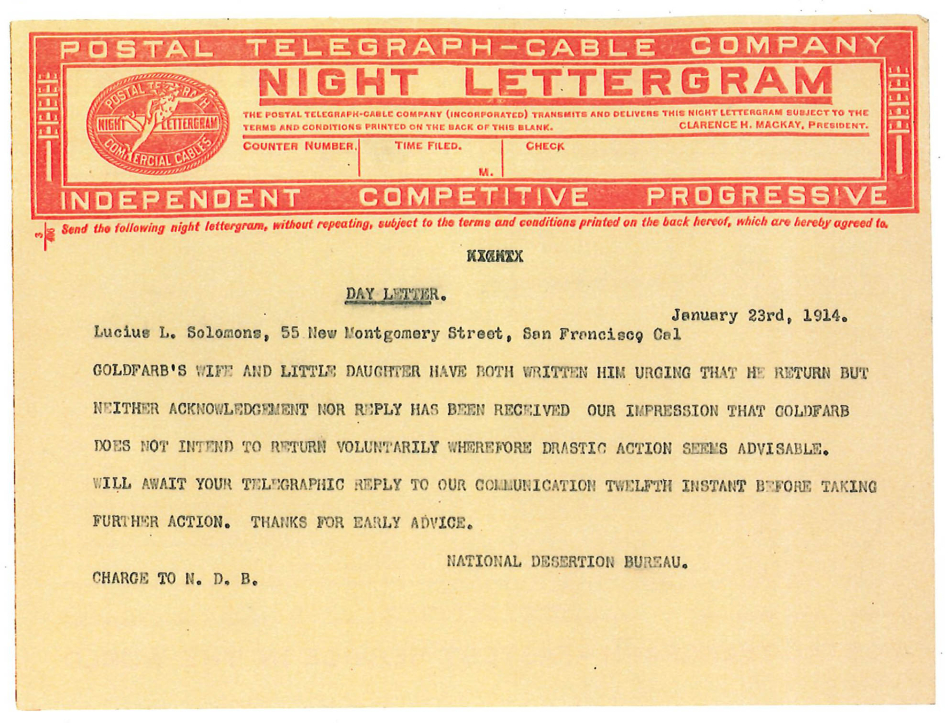 POSTAL TELEGRAPH-CABLE COMPANY
NIGHT LETTERGRAM
POSTAL TELEGRAPH
NIGHT LETTERGRAM
COMMERCIAL CABLES
THE POSTAL TELEGRAPH-CABLE COMPANY (INCORPORATED) TRANSMITS AND DELIVERS THIS NIGHT LETTERGRAM SUBJECT TO THE
TERMS AND CONDITIONS PRINTED ON THE BACK OF THIS BLANK. CLARENCE H. MACKAY, PRESIDENT.
COUNTER NUMBER. TIME FILED. CHECK
M.
INDEPENDENT COMPETITIVE PROGRESSIVE
Send the following night lettergram, without repeating, subject to the terms and conditions printed on the back hereof, which are hereby agreed to.
DAY LETTER.
January 23rd, 1914.
Lucius L. Solomons, 55 New Montgomery Street, San Francisco Cal
GOLDFARB'S WIFE AND LITTLE DAUGHTER HAVE BOTH WRITTEN HIM URGING THAT HE RETURN BUT
NEITHER ACKNOWLEDGEMENT NOR REPLY HAS BEEN RECEIVED OUR IMPRESSION THAT GOLDFARB
DOES NOT INTEND TO RETURN VOLUNTARILY WHEREFORE DRASTIC ACTION SEEMS ADVISABLE.
WILL AWAIT YOUR TELEGRAPHIC REPLY TO OUR COMMUNICATION TWELFTH INSTANT BEFORE TAKING
FURTHER ACTION. THANKS FOR EARLY ADVICE.
NATIONAL DESERTION BUREAU.
CHARGE TO N. D. B.